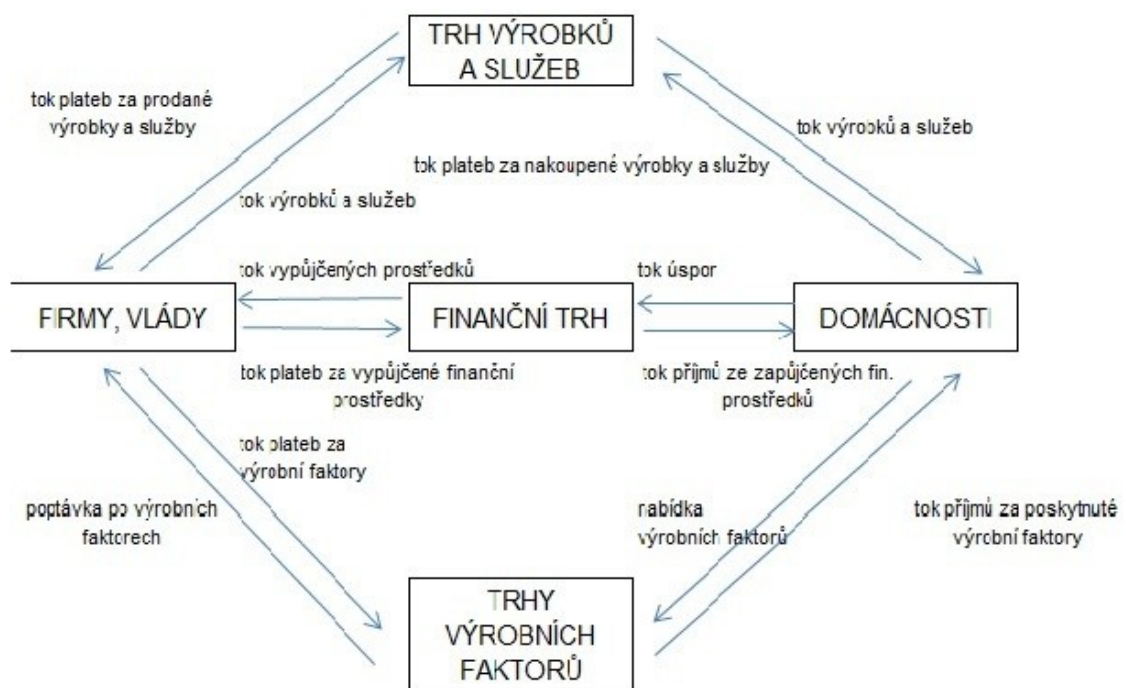 TRH VÝROBKŮ
A SLUŽEB
tok plateb za prodané
výrobky a služby
tok výrobků a služeb
tok plateb za nakoupené výrobky a služby
tok výrobků a služeb
tok vypůjčených prostředků
tok úspor
FIRMY, VLÁDY
FINANČNÍ TRH
DOMÁCNOSTI
tok plateb za vypůjčené finanční
prostředky
tok příjmů ze zapůjčených fin.
prostředků
tok plateb za
výrobní faktory
poptávka po výrobních
faktorech
nabídka
výrobních faktorů
tok příjmů za poskytnuté
výrobní faktory
TRHY
VÝROBNÍCH
FAKTORŮ